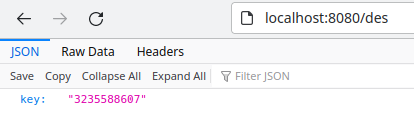 localhost:8080/des
JSON Raw Data Headers
Save Copy Collapse All Expand All Filter JSON
key: "3235588607"